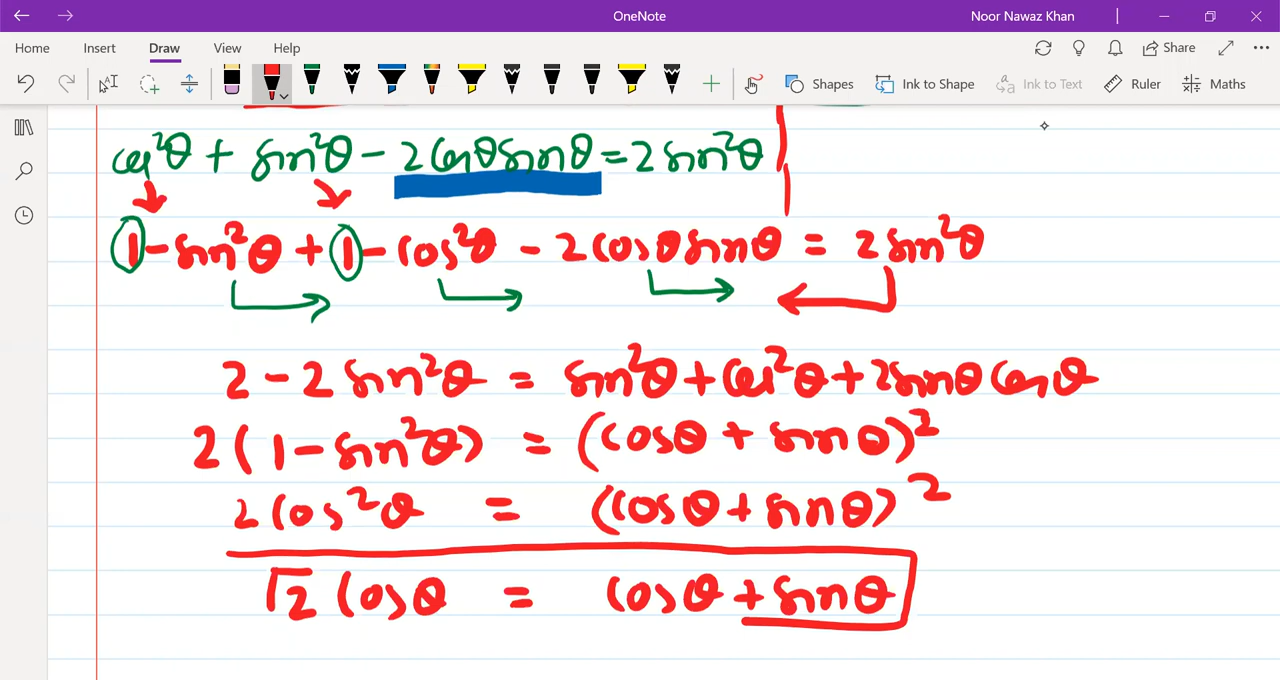 OneNote
Noor Nawaz Khan
Home Insert Draw View Help
Share
Shapes Ink to Shape Ink to Text Ruler Maths
cos²θ + sin²θ - 2cosθsinθ = 2sin²θ
1 - sin²θ + 1 - cos²θ - 2cosθsinθ = 2sin²θ
2 - 2sin²θ = sin²θ + cos²θ + 2sinθcosθ
2(1 - sin²θ) = (cosθ + sinθ)²
2cos²θ = (cosθ + sinθ)²
√2 cosθ = cosθ + sinθ